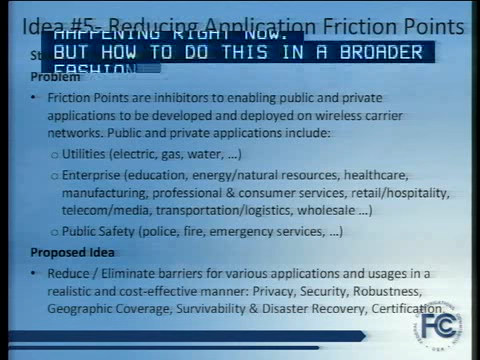 Idea #5- Reducing Application Friction Points
HAPPENING RIGHT NOW.
BUT HOW TO DO THIS IN A BROADER
FASHION
St
Problem
• Friction Points are inhibitors to enabling public and private
applications to be developed and deployed on wireless carrier
networks. Public and private applications include:
o Utilities (electric, gas, water, …)
o Enterprise (education, energy/natural resources, healthcare,
manufacturing, professional & consumer services, retail/hospitality,
telecom/media, transportation/logistics, wholesale …)
o Public Safety (police, fire, emergency services, …)
Proposed Idea
• Reduce / Eliminate barriers for various applications and usages in a
realistic and cost-effective manner: Privacy, Security, Robustness,
Geographic Coverage, Survivability & Disaster Recovery, Certification
FC